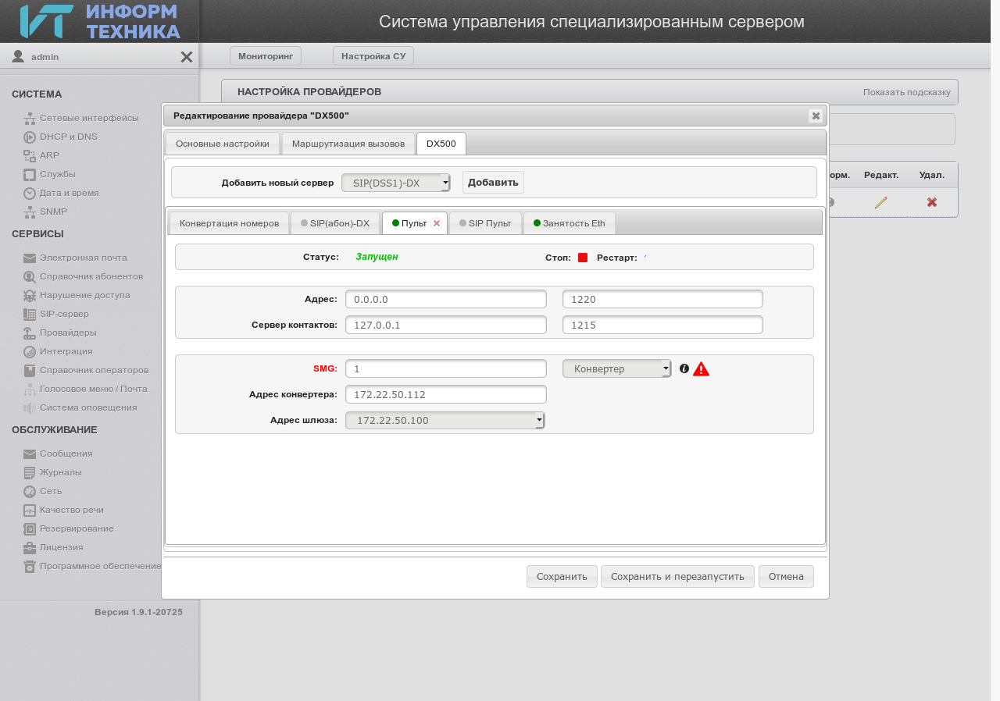 ИНФОРМ
ТЕХНИКА
Система управления специализированным сервером
admin
Мониторинг
Настройка СУ
СИСТЕМА
Сетевые интерфейсы
DHCP и DNS
ARP
Службы
Дата и время
SNMP
СЕРВИСЫ
Электронная почта
Справочник абонентов
Нарушение доступа
SIP-сервер
Провайдеры
Интеграция
Справочник операторов
Голосовое меню / Почта
Система оповещения
ОБСЛУЖИВАНИЕ
Сообщения
Журналы
Сеть
Качество речи
Резервирование
Лицензия
Программное обеспечение
Версия 1.9.1-20725
НАСТРОЙКА ПРОВАЙДЕРОВ
Показать подсказку
орм. Редакт. Удал.
Редактирование провайдера "DX500"
Основные настройки
Маршрутизация вызовов
DX500
Добавить новый сервер SIP(DSS1)-DX Добавить
Конвертация номеров SIP(абон)-DX Пульт SIP Пульт Занятость Eth
Статус: Запущен Стоп: Рестарт:
Адрес: 0.0.0.0 1220
Сервер контактов: 127.0.0.1 1215
SMG: 1 Конвертер
Адрес конвертера: 172.22.50.112
Адрес шлюза: 172.22.50.100
Сохранить Сохранить и перезапустить Отмена